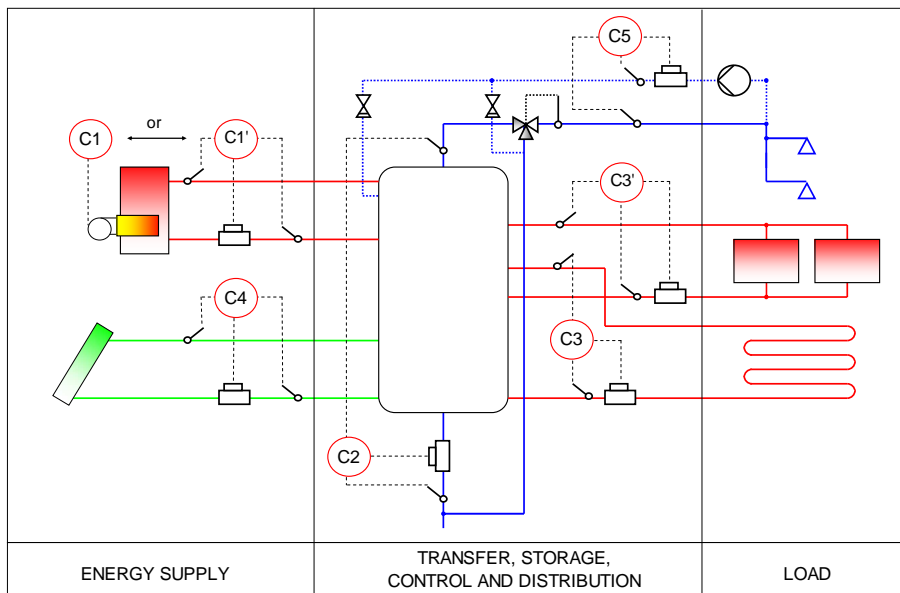 C5
C1
or
C1'
C3'
C4
C3
C2
ENERGY SUPPLY
TRANSFER, STORAGE,
CONTROL AND DISTRIBUTION
LOAD